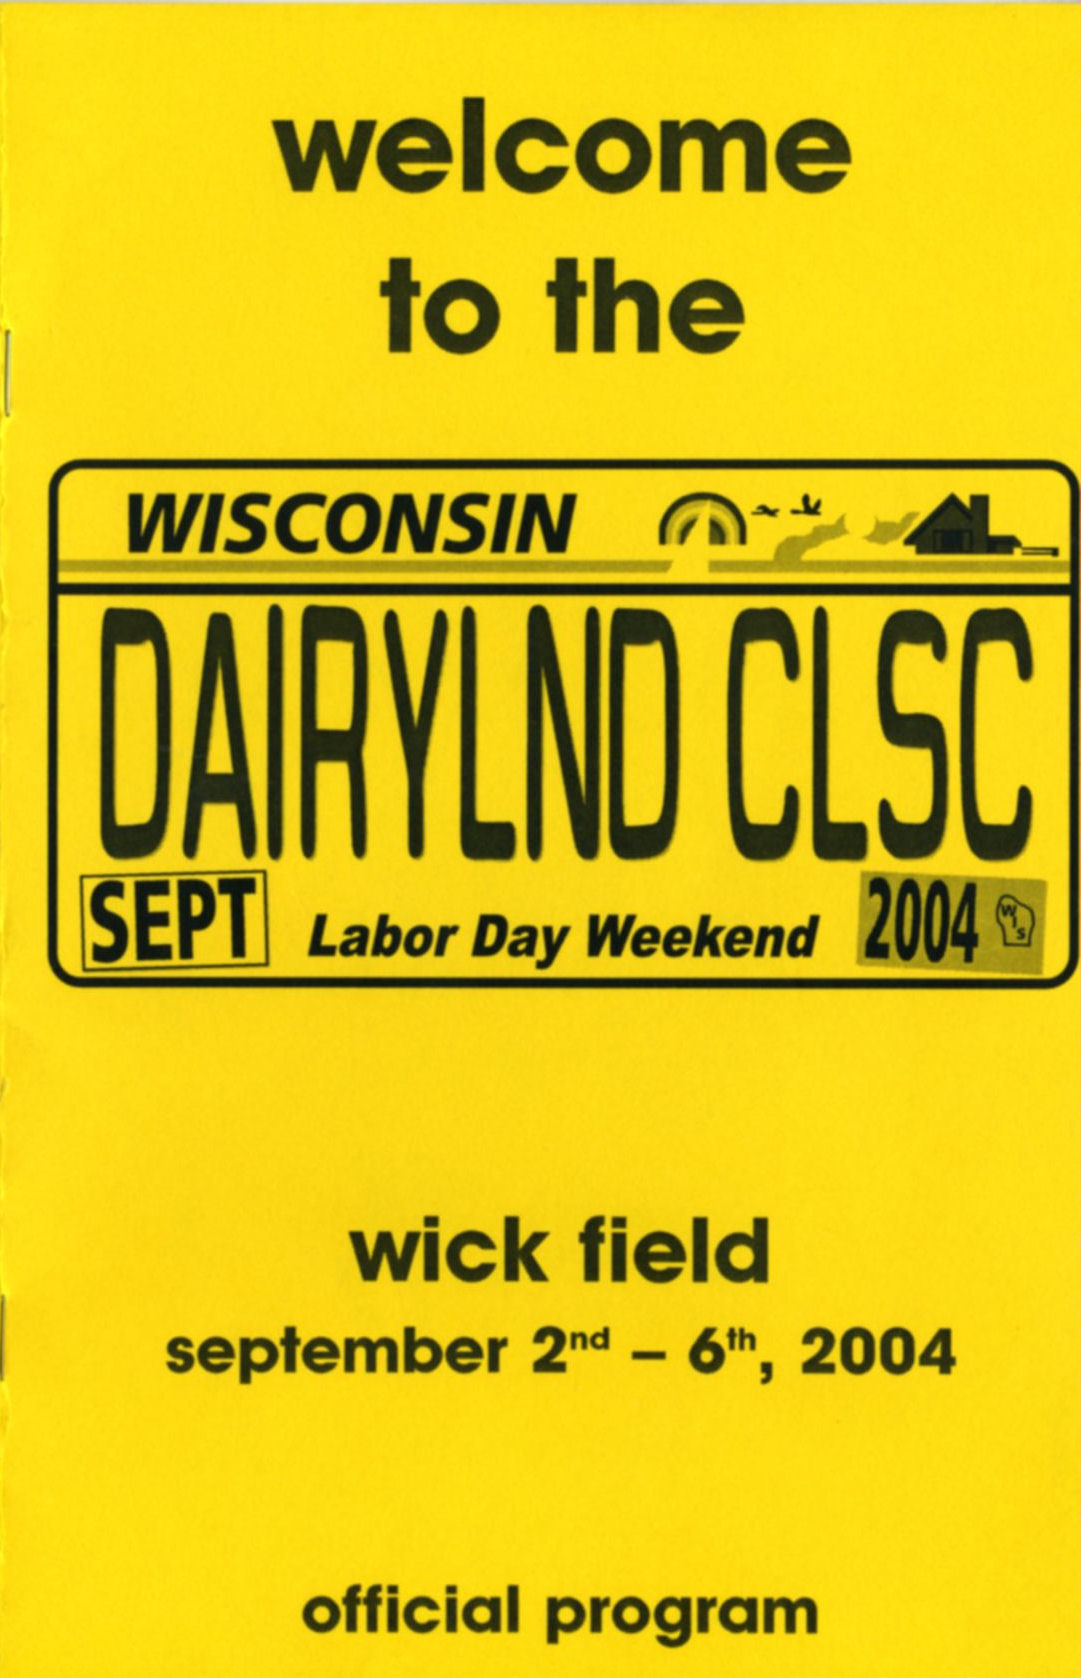 welcome
to the
WISCONSIN
DAIRYLND CLSC
SEPT Labor Day Weekend 2004 WIS
wick field
september 2nd – 6th, 2004
official program